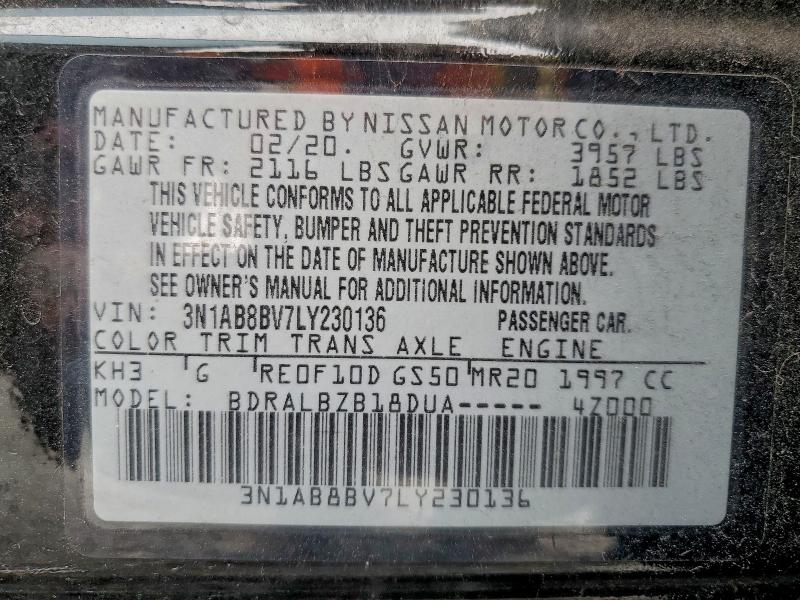 MANUFACTURED BY NISSAN MOTOR CO., LTD.
DATE: 02/20. GVWR: 3957 LBS
GAWR FR: 2116 LBS GAWR RR: 1852 LBS
THIS VEHICLE CONFORMS TO ALL APPLICABLE FEDERAL MOTOR
VEHICLE SAFETY, BUMPER AND THEFT PREVENTION STANDARDS
IN EFFECT ON THE DATE OF MANUFACTURE SHOWN ABOVE.
SEE OWNER'S MANUAL FOR ADDITIONAL INFORMATION.
VIN: 3N1AB8BV7LY230136 PASSENGER CAR.
COLOR TRIM TRANS AXLE ENGINE
KH3 G RE0F10D GS50 MR20 1997 CC
MODEL: BDRALBZB18DUA----- 4Z000
3N1AB8BV7LY230136